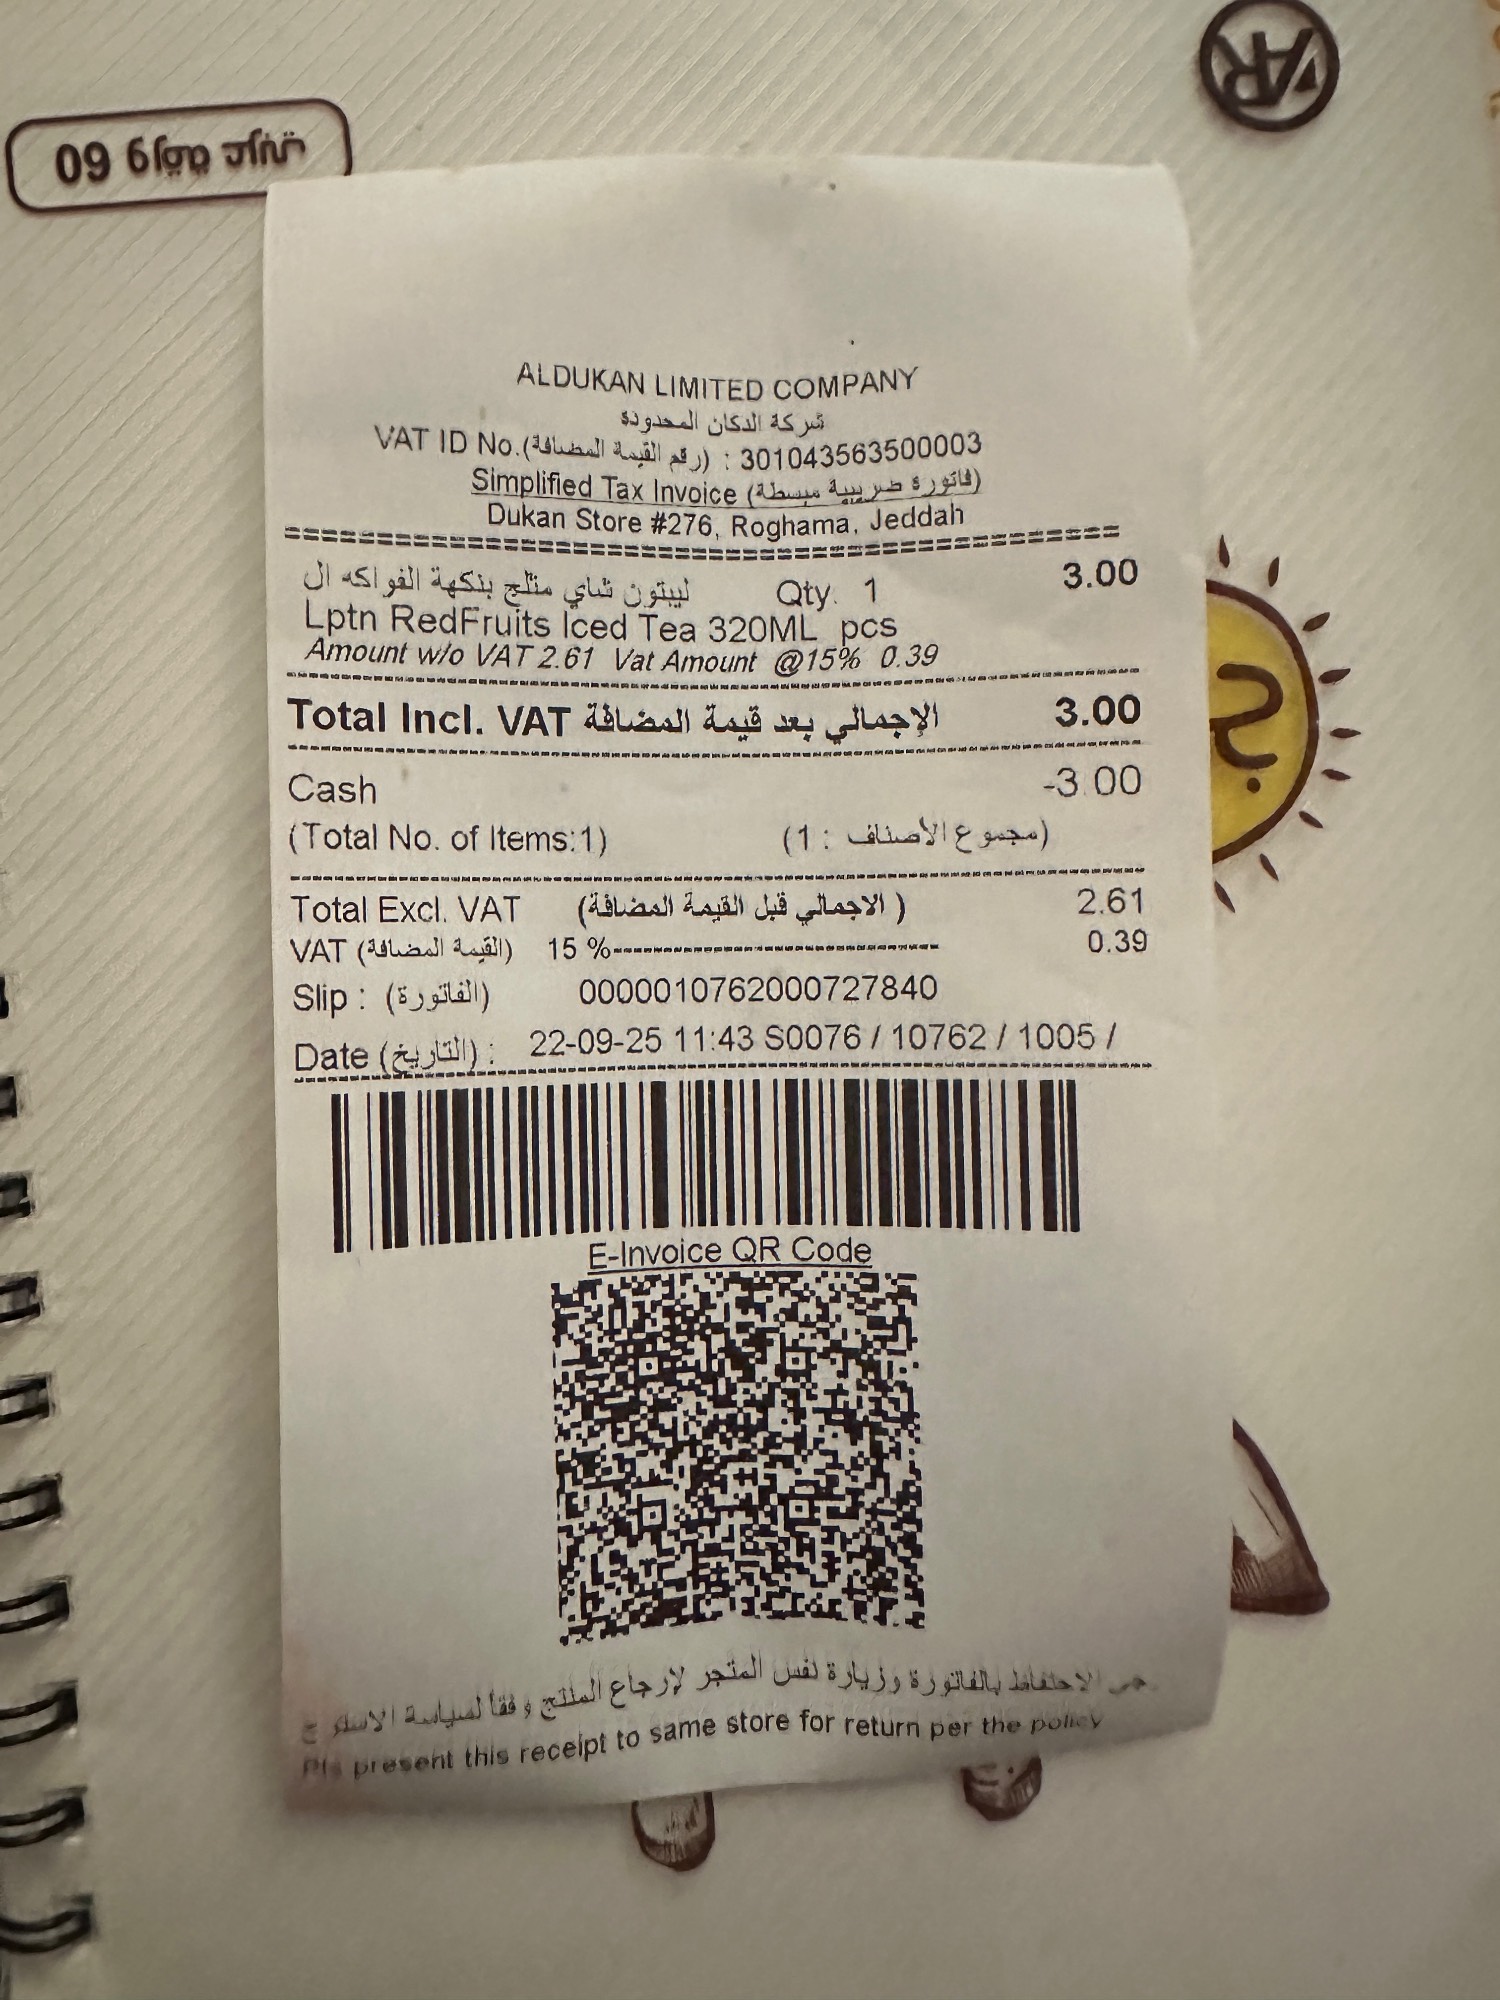 ALDUKAN LIMITED COMPANY
شركة الدكان المحدودة
VAT ID No.(رقم القيمة المضافة) : 301043563500003
Simplified Tax Invoice (فاتورة ضريبية مبسطة)
Dukan Store #276, Roghama, Jeddah
ليبتون شاي مثلج بنكهة الفواكه ال Qty. 1 3.00
Lptn RedFruits Iced Tea 320ML pcs
Amount w/o VAT 2.61 Vat Amount @15% 0.39
Total Incl. VAT الإجمالي بعد قيمة المضافة 3.00
Cash -3.00
(Total No. of Items:1) (مجموع الأصناف : 1)
Total Excl. VAT (الاجمالي قبل القيمة المضافة ) 2.61
VAT (القيمة المضافة) 15 % 0.39
Slip : (الفاتورة) 0000010762000727840
Date (التاريخ) : 22-09-25 11:43 S0076 / 10762 / 1005 /
E-Invoice QR Code
الاحتفاظ بالفاتورة وزيارة نفس المتجر لإرجاع المنتج وفقا لسياسة
Pls present this receipt to same store for return per the policy